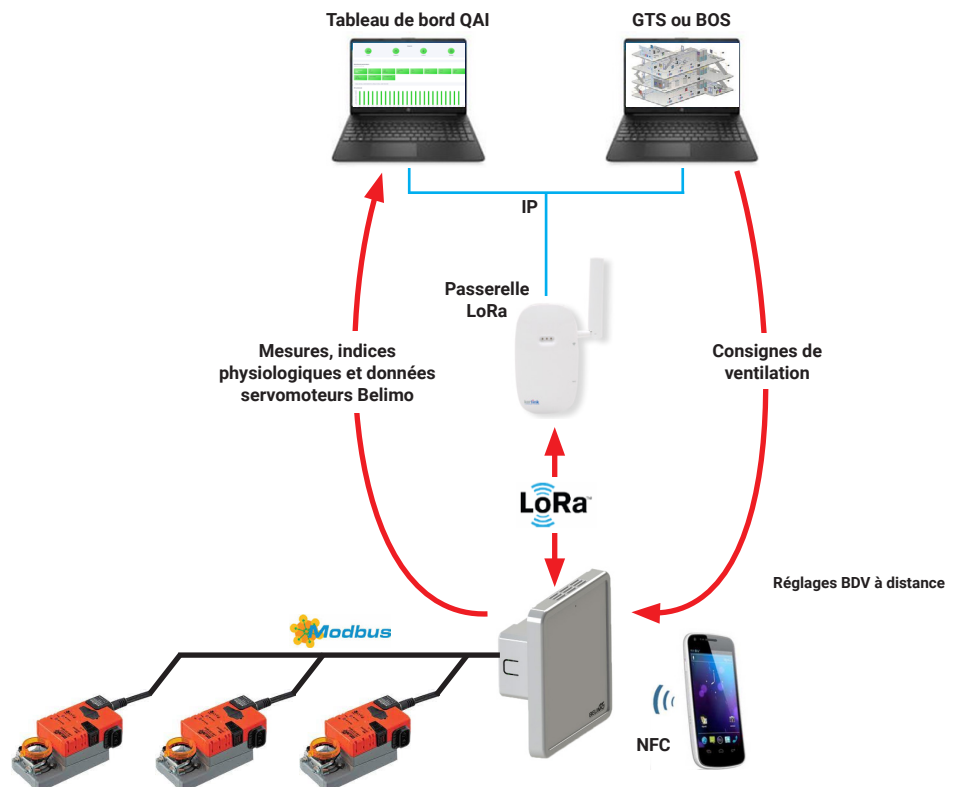 Tableau de bord QAI
GTS ou BOS
IP
Passerelle
LoRa
Mesures, indices
physiologiques et données
servomoteurs Belimo
Consignes de
ventilation
LoRa™
Réglages BDV à distance
Modbus
NFC